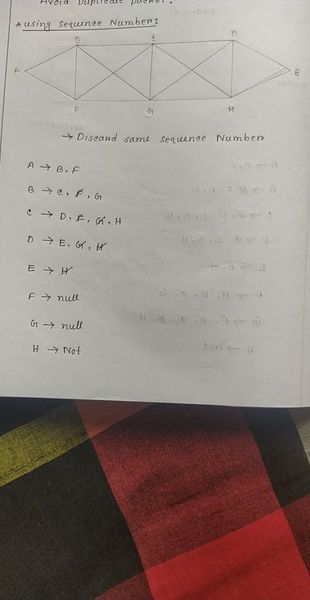 Avoid Duplicate packet.
* using Sequence Number:
B C D
A E
F G H
→ Discard same sequence Number
A → B, F
B → C, F, G
C → D, F, G, H
D → E, G, H
E → H
F → null
G → null
H → Not